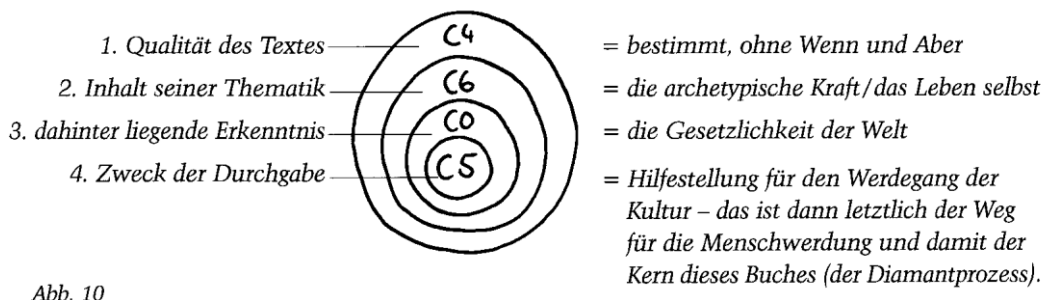 1. Qualität des Textes C4 = bestimmt, ohne Wenn und Aber
2. Inhalt seiner Thematik C6 = die archetypische Kraft/das Leben selbst
3. dahinter liegende Erkenntnis C0 = die Gesetzlichkeit der Welt
4. Zweck der Durchgabe C5 = Hilfestellung für den Werdegang der
Kultur – das ist dann letztlich der Weg
für die Menschwerdung und damit der
Kern dieses Buches (der Diamantprozess).
Abb. 10